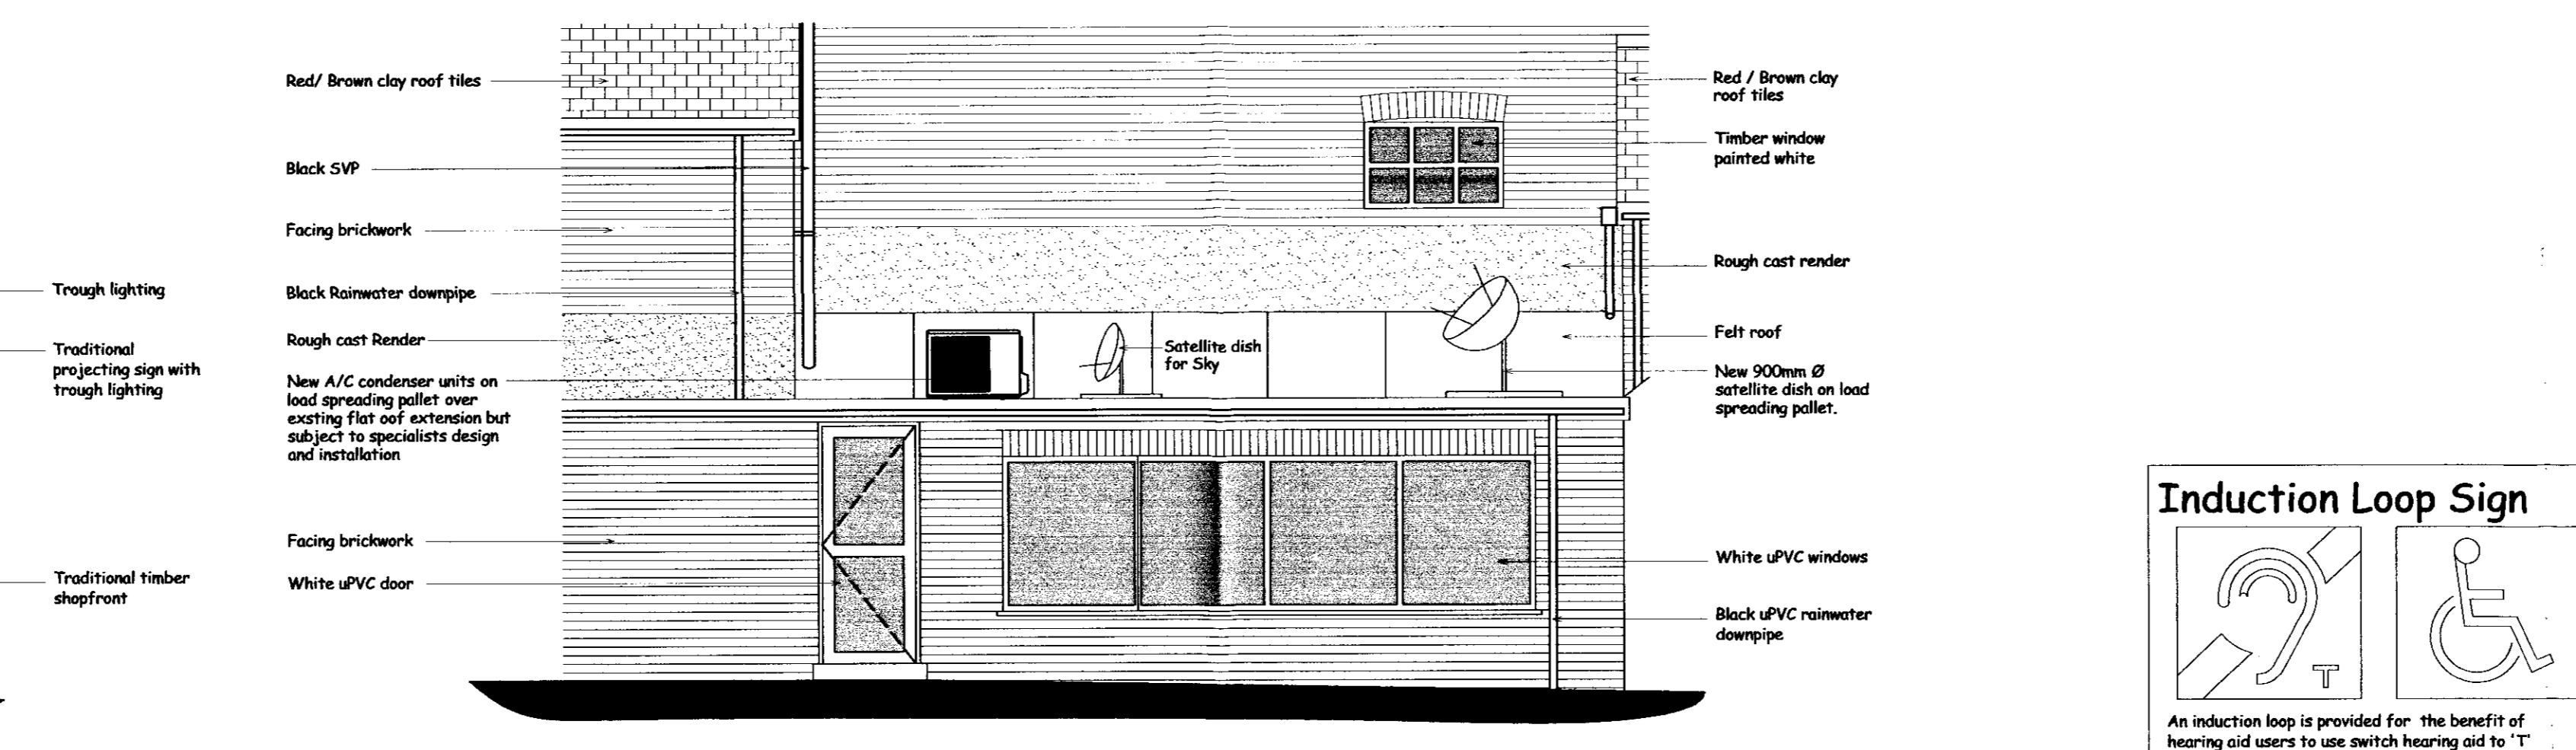 Trough lighting
Traditional
projecting sign with
trough lighting
Traditional timber
shopfront
Red/ Brown clay roof tiles
Black SVP
Facing brickwork
Black Rainwater downpipe
Rough cast Render
New A/C condenser units on
load spreading pallet over
exsting flat oof extension but
subject to specialists design
and installation
Facing brickwork
White uPVC door
Satellite dish
for Sky
Red / Brown clay
roof tiles
Timber window
painted white
Rough cast render
Felt roof
New 900mm Ø
satellite dish on load
spreading pallet.
White uPVC windows
Black uPVC rainwater
downpipe
Induction Loop Sign
T
An induction loop is provided for the benefit of
hearing aid users to use switch hearing aid to 'T'